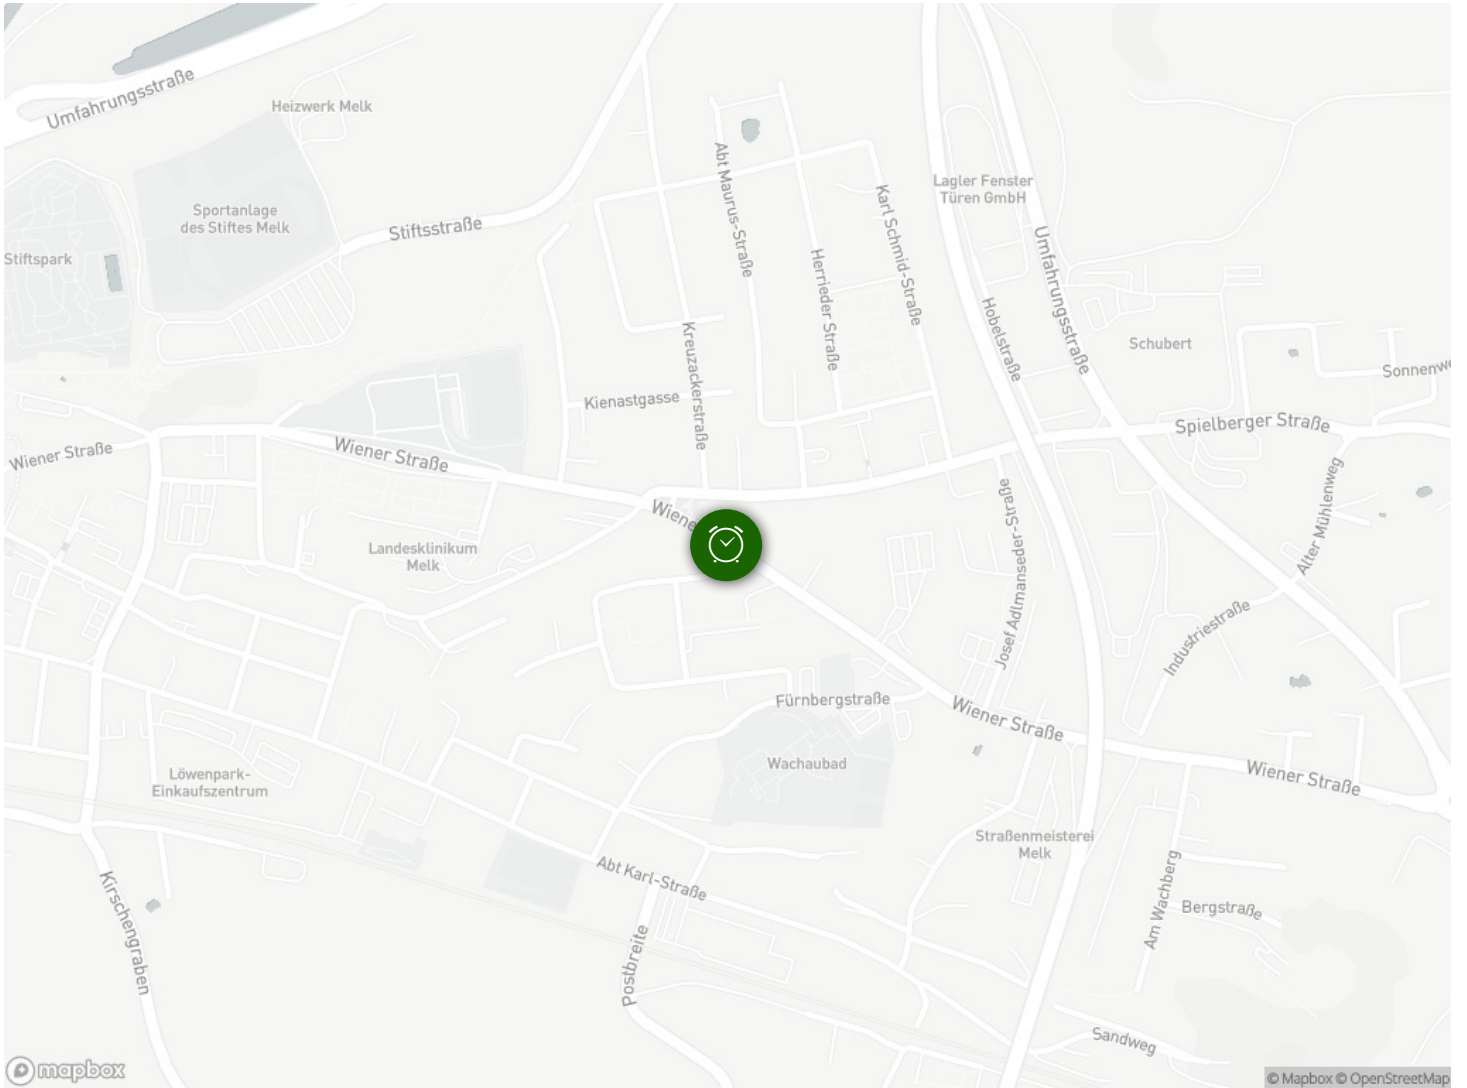 Umfahrungsstraße
Heizwerk Melk
Sportanlage
des Stiftes Melk
Stiftspark
Stiftsstraße
Abt Maurus-Straße
Herrieder Straße
Karl Schmid-Straße
Lagler Fenster
Türen GmbH
Umfahrungsstraße
Hobelstraße
Schubert
Sonnenwe
Kreuzackerstraße
Kienastgasse
Spielberger Straße
Wiener Straße
Wiener Straße
Wiene
Alter Mühlenweg
Josef Adlmanseder-Straße
Landesklinikum
Melk
Industriestraße
Fürnbergstraße
Wiener Straße
Wachaubad
Wiener Straße
Löwenpark-
Einkaufszentrum
Straßenmeisterei
Melk
Abt Karl-Straße
Kirschengraben
Am Wachberg
Bergstraße
Postbreite
Sandweg
mapbox
© Mapbox © OpenStreetMap